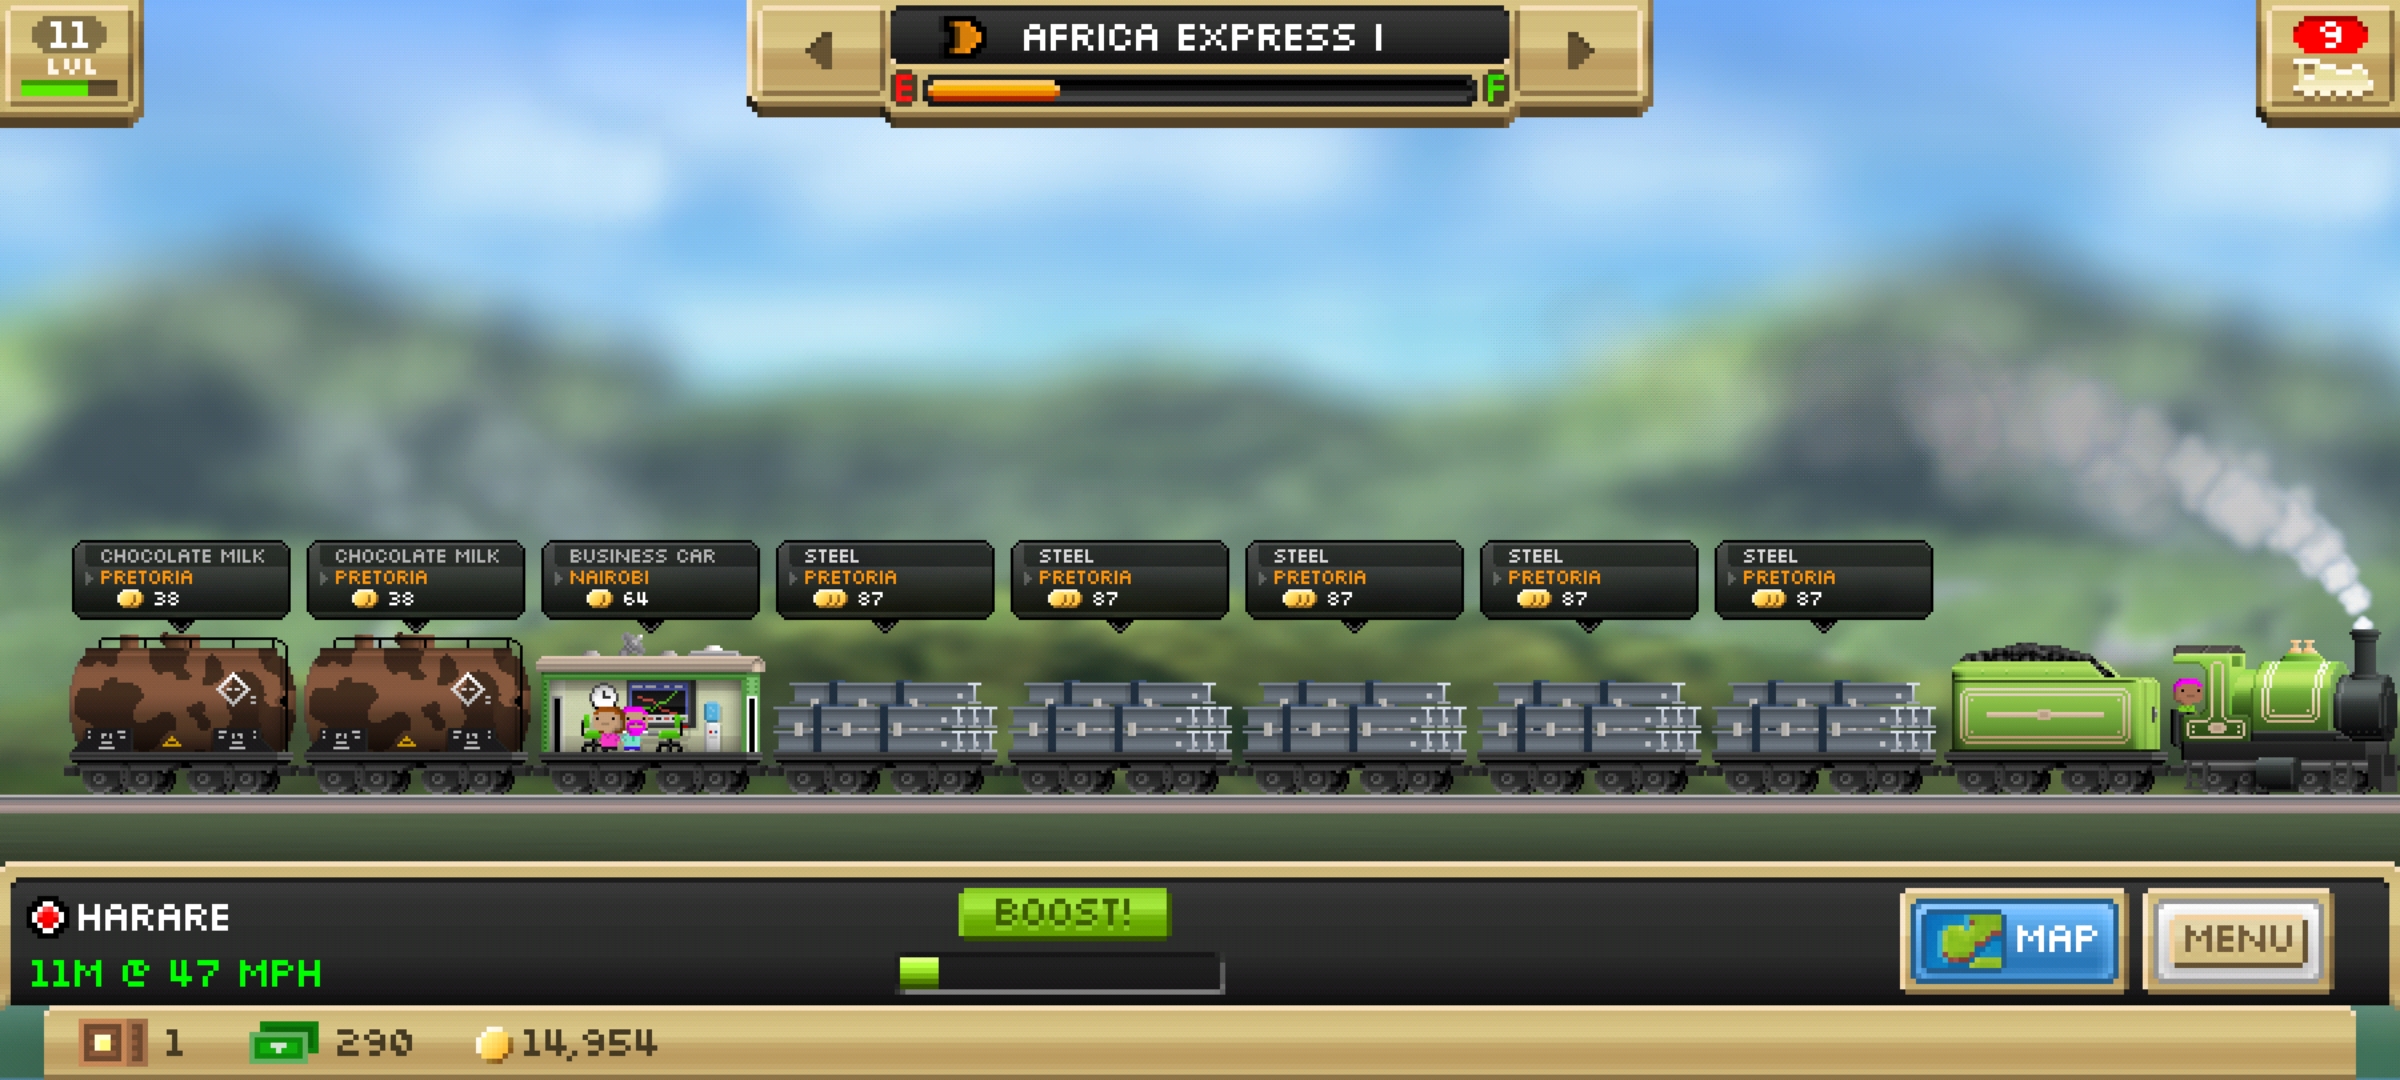 11
LVL
AFRICA EXPRESS I
E
F
9
CHOCOLATE MILK
PRETORIA
38
CHOCOLATE MILK
PRETORIA
38
BUSINESS CAR
NAIROBI
64
STEEL
PRETORIA
87
STEEL
PRETORIA
87
STEEL
PRETORIA
87
STEEL
PRETORIA
87
STEEL
PRETORIA
87
HARARE
11M @ 47 MPH
BOOST!
MAP
MENU
1
290
14,954